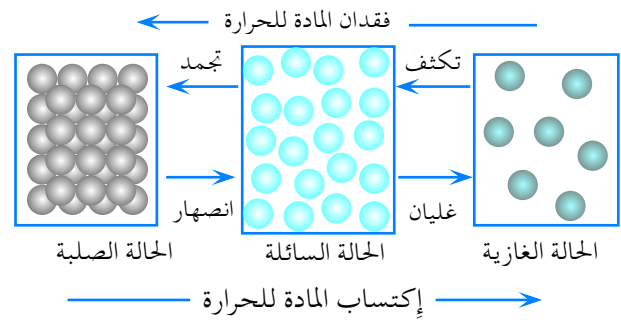 فقدان المادة للحرارة
تكثف
تجمد
غليان
انصهار
الحالة الغازية
الحالة السائلة
الحالة الصلبة
إكتساب المادة للحرارة